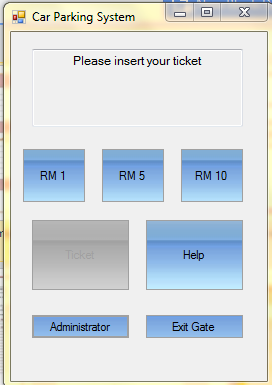 Car Parking System
Please insert your ticket
RM 1
RM 5
RM 10
Ticket
Help
Administrator
Exit Gate